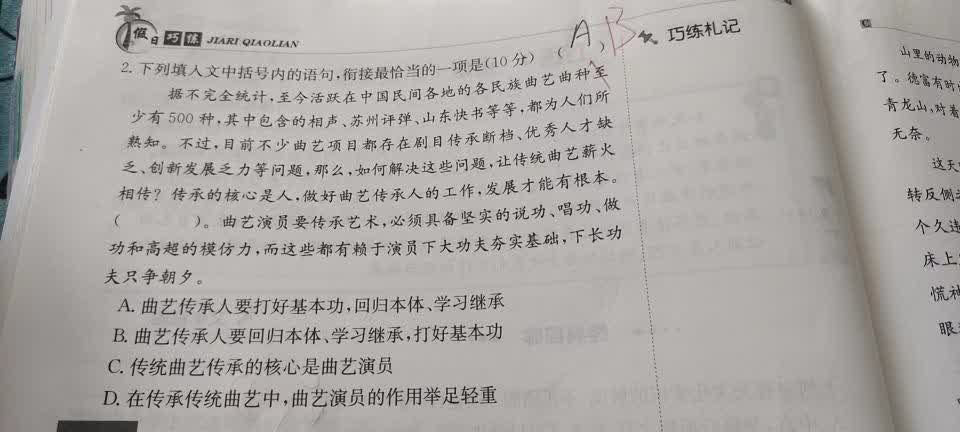 假日巧练 JIARI QIAOLIAN
A B
巧练札记
2. 下列填入文中括号内的语句,衔接最恰当的一项是(10分)( )
据不完全统计,至今活跃在中国民间各地的各民族曲艺曲种至
少有500种,其中包含的相声、苏州评弹、山东快书等等,都为人们所
熟知。不过,目前不少曲艺项目都存在剧目传承断档、优秀人才缺
乏、创新发展乏力等问题,那么,如何解决这些问题,让传统曲艺薪火
相传?传承的核心是人,做好曲艺传承人的工作,发展才能有根本。
( )。曲艺演员要传承艺术,必须具备坚实的说功、唱功、做
功和高超的模仿力,而这些都有赖于演员下大功夫夯实基础,下长功
夫只争朝夕。
A. 曲艺传承人要打好基本功,回归本体、学习继承
B. 曲艺传承人要回归本体、学习继承,打好基本功
C. 传统曲艺传承的核心是曲艺演员
D. 在传承传统曲艺中,曲艺演员的作用举足轻重
山里的动物
了。德富有时
青龙山,对着
无奈。
这天
转反侧
个久违
床上
慌神
眼